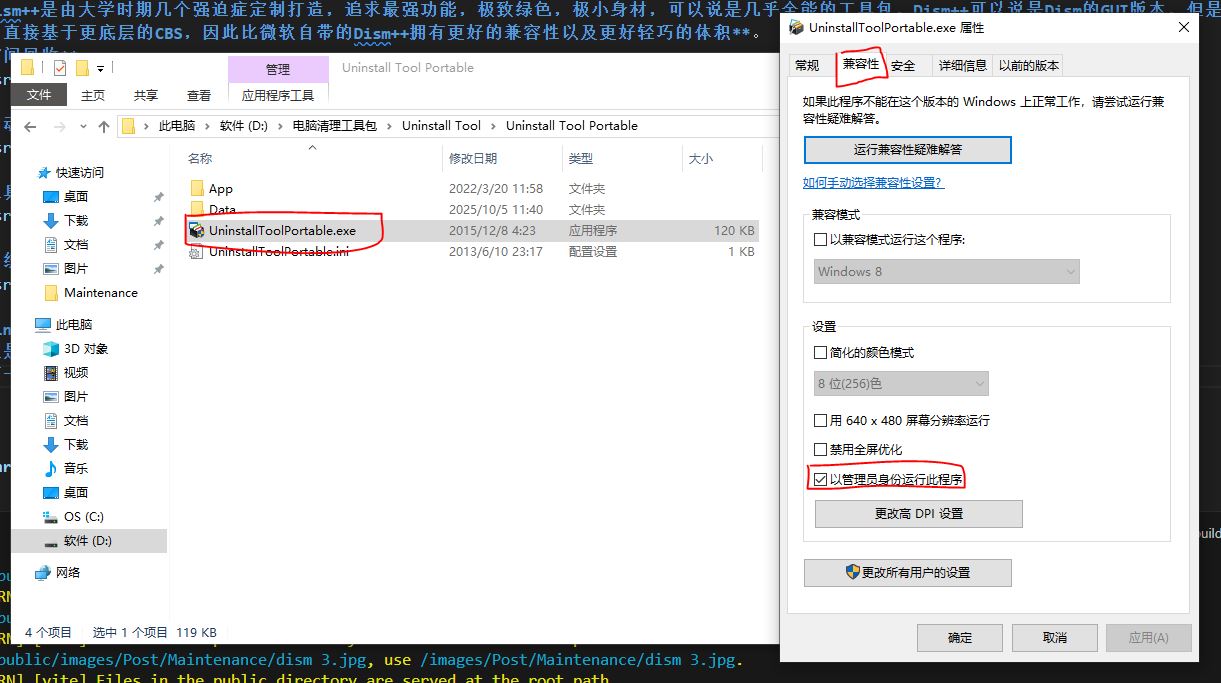 ism++是由大学时期几个强迫症定制打造，追求最强功能，极致绿色，极小身材，可以说是几乎全能的工具包。Dism++可以说是Dism的GUI版本，但是
直接基于更底层的CBS，因此比微软自带的Dism++拥有更好的兼容性以及更好轻巧的体积**。
管理
Uninstall Tool Portable
文件
主页
共享
查看
应用程序工具
此电脑
软件 (D:)
电脑清理工具包
Uninstall Tool
Uninstall Tool Portable
名称
修改日期
类型
大小
App
2022/3/20 11:58
文件夹
Data
2025/10/5 11:40
文件夹
UninstallToolPortable.exe
2015/12/8 4:23
应用程序
120 KB
UninstallToolPortable.ini
2013/6/10 23:17
配置设置
1 KB
快速访问
桌面
下载
文档
图片
Maintenance
此电脑
3D 对象
视频
图片
文档
下载
音乐
桌面
OS (C:)
软件 (D:)
网络
4 个项目
选中 1 个项目 119 KB
public/images/Post/Maintenance/dism 3.jpg, use /images/Post/Maintenance/dism 3.jpg.
RN] [vite] Files in the public directory are served at the root path.
UninstallToolPortable.exe 属性
常规
兼容性
安全
详细信息
以前的版本
如果此程序不能在这个版本的 Windows 上正常工作，请尝试运行兼
容性疑难解答。
运行兼容性疑难解答
如何手动选择兼容性设置?
兼容模式
以兼容模式运行这个程序:
Windows 8
设置
简化的颜色模式
8 位(256)色
用 640 x 480 屏幕分辨率运行
禁用全屏优化
以管理员身份运行此程序
更改高 DPI 设置
更改所有用户的设置
确定
取消
应用(A)